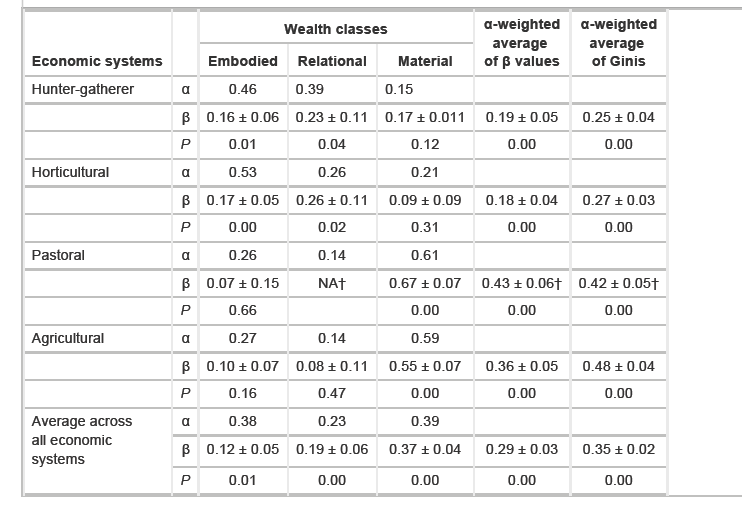 Wealth classes
α-weighted average of β values
α-weighted average of Ginis
Economic systems Embodied Relational Material
Hunter-gatherer α 0.46 0.39 0.15
β 0.16 ± 0.06 0.23 ± 0.11 0.17 ± 0.011 0.19 ± 0.05 0.25 ± 0.04
P 0.01 0.04 0.12 0.00 0.00
Horticultural α 0.53 0.26 0.21
β 0.17 ± 0.05 0.26 ± 0.11 0.09 ± 0.09 0.18 ± 0.04 0.27 ± 0.03
P 0.00 0.02 0.31 0.00 0.00
Pastoral α 0.26 0.14 0.61
β 0.07 ± 0.15 NA† 0.67 ± 0.07 0.43 ± 0.06† 0.42 ± 0.05†
P 0.66 0.00 0.00 0.00
Agricultural α 0.27 0.14 0.59
β 0.10 ± 0.07 0.08 ± 0.11 0.55 ± 0.07 0.36 ± 0.05 0.48 ± 0.04
P 0.16 0.47 0.00 0.00 0.00
Average across all economic systems α 0.38 0.23 0.39
β 0.12 ± 0.05 0.19 ± 0.06 0.37 ± 0.04 0.29 ± 0.03 0.35 ± 0.02
P 0.01 0.00 0.00 0.00 0.00